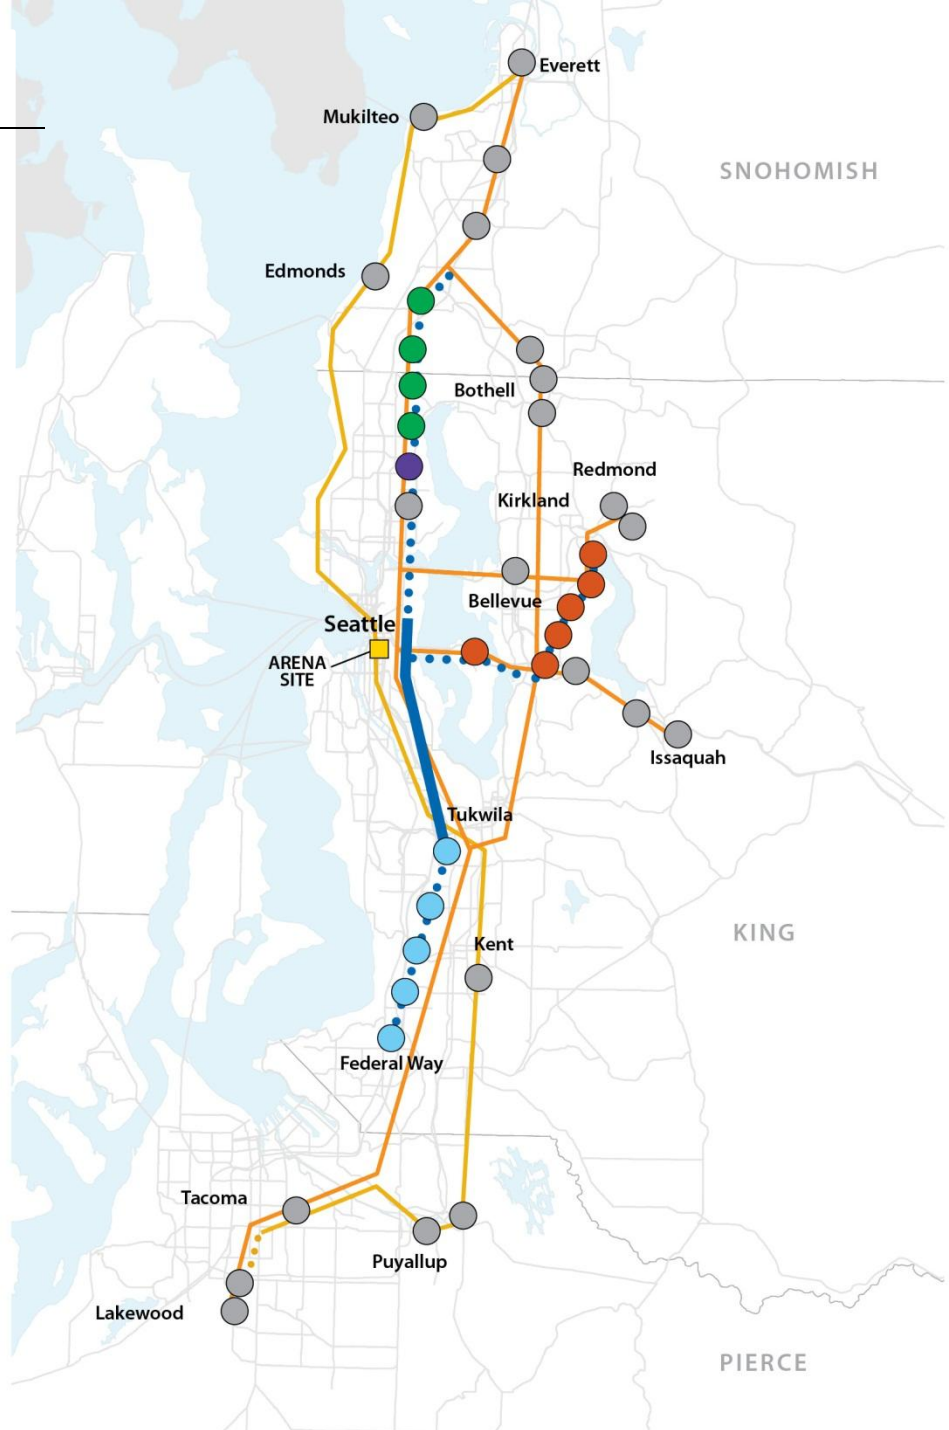 Everett
Mukilteo
SNOHOMISH
Edmonds
Bothell
Redmond
Kirkland
Bellevue
Seattle
ARENA
SITE
Issaquah
Tukwila
KING
Kent
Federal Way
Tacoma
Puyallup
Lakewood
PIERCE